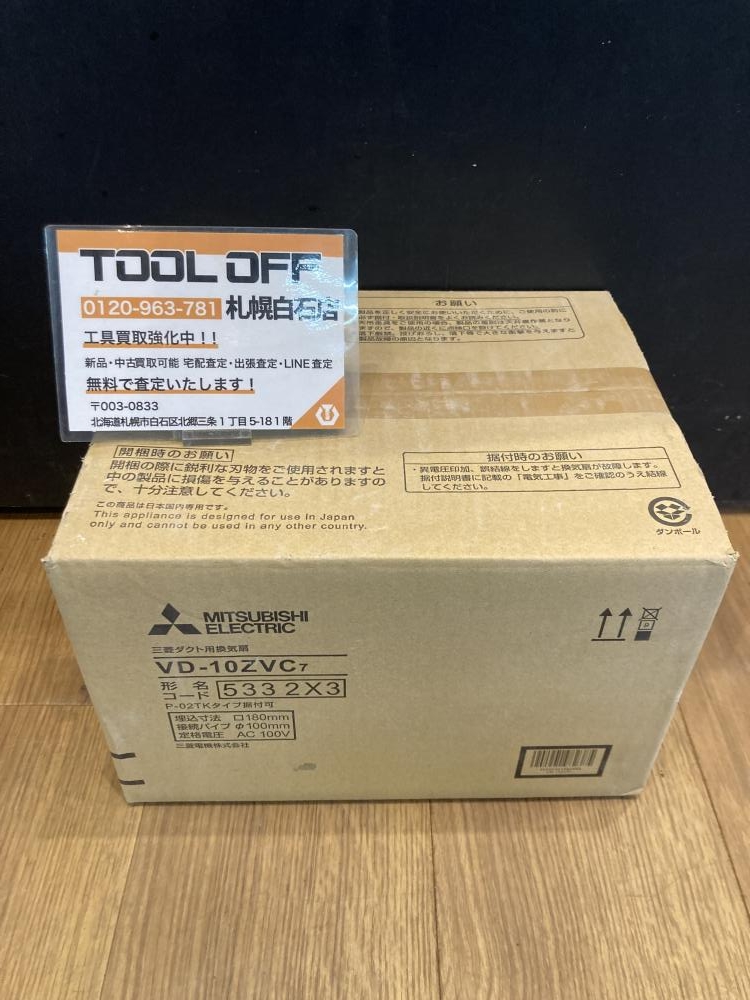 TOOL OFF
0120-963-781 札幌白石店
工具買取強化中!!
新品・中古買取可能 宅配査定・出張査定・LINE査定
無料で査定いたします!
〒003-0833
北海道札幌市白石区北郷三条1丁目5-18 1階
お願い
開梱時のお願い
開梱の際に鋭利な刃物をご使用されますと
中の製品に損傷を与えることがありますの
で、十分注意してください。
この商品は日本国内専用です。
This appliance is designed for use in Japan
only and cannot be used in any other country.
据付時のお願い
・異電圧印加、誤結線をしますと換気扇が故障します。
据付説明書に記載の「電気工事」をご確認のうえ結線
してください。
ダンボール
MITSUBISHI
ELECTRIC
三菱ダクト用換気扇
VD-10ZVC7
形名
コード 5332X3
P-02TKタイプ据付可
埋込寸法 口180mm
接続パイプ φ100mm
定格電圧 AC 100V
三菱電機株式会社